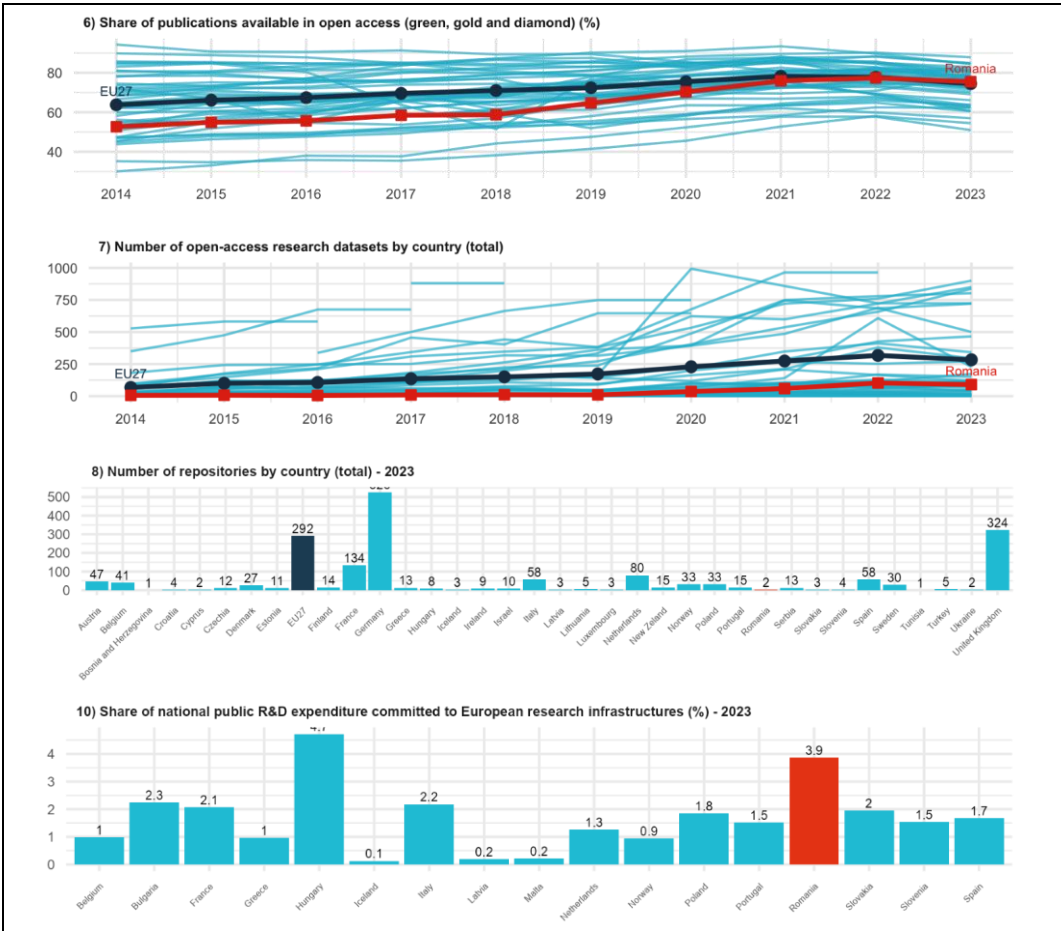 6) Share of publications available in open access (green, gold and diamond) (%)
80
60
40
EU27
Romania
2014 2015 2016 2017 2018 2019 2020 2021 2022 2023
7) Number of open-access research datasets by country (total)
1000
750
500
250
0
EU27
Romania
2014 2015 2016 2017 2018 2019 2020 2021 2022 2023
8) Number of repositories by country (total) - 2023
500
400
300
200
100
0
47 41 1 4 2 12 27 11 292 14 134 13 8 3 9 10 58 3 5 3 80 15 33 33 15 2 13 3 4 58 30 1 5 2 324
Austria Belgium Bosnia and Herzegovina Croatia Cyprus Czechia Denmark Estonia EU27 Finland France Germany Greece Hungary Iceland Ireland Israel Italy Latvia Lithuania Luxembourg Netherlands New Zeland Norway Poland Portugal Romania Serbia Slovakia Slovenia Spain Sweden Tunisia Turkey Ukraine United Kingdom
10) Share of national public R&D expenditure committed to European research infrastructures (%) - 2023
4
3
2
1
0
1 2.3 2.1 1 4.7 0.1 2.2 0.2 0.2 1.3 0.9 1.8 1.5 3.9 2 1.5 1.7
Belgium Bulgaria France Greece Hungary Iceland Italy Latvia Malta Netherlands Norway Poland Portugal Romania Slovakia Slovenia Spain